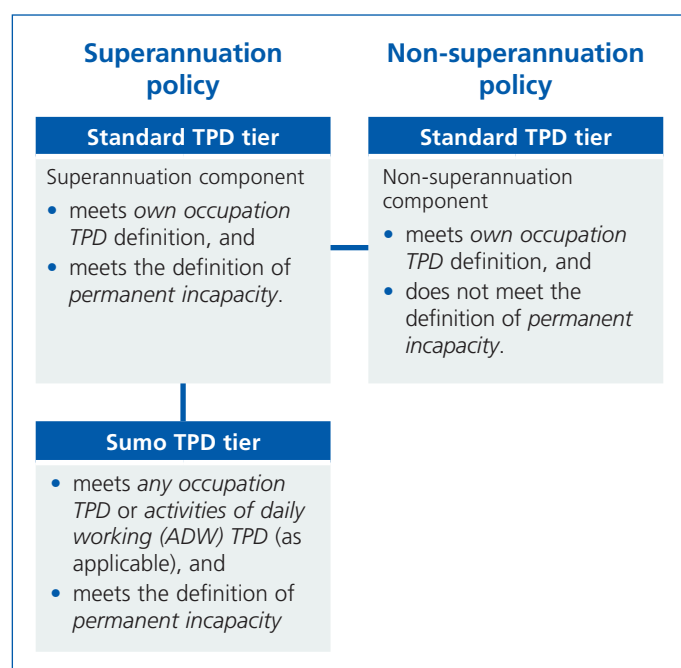 Superannuation
policy
Standard TPD tier
Superannuation component
• meets own occupation
TPD definition, and
• meets the definition of
permanent incapacity.
Non-superannuation
policy
Standard TPD tier
Non-superannuation
component
• meets own occupation
TPD definition, and
• does not meet the
definition of permanent
incapacity.
Sumo TPD tier
• meets any occupation
TPD or activities of daily
working (ADW) TPD (as
applicable), and
• meets the definition of
permanent incapacity